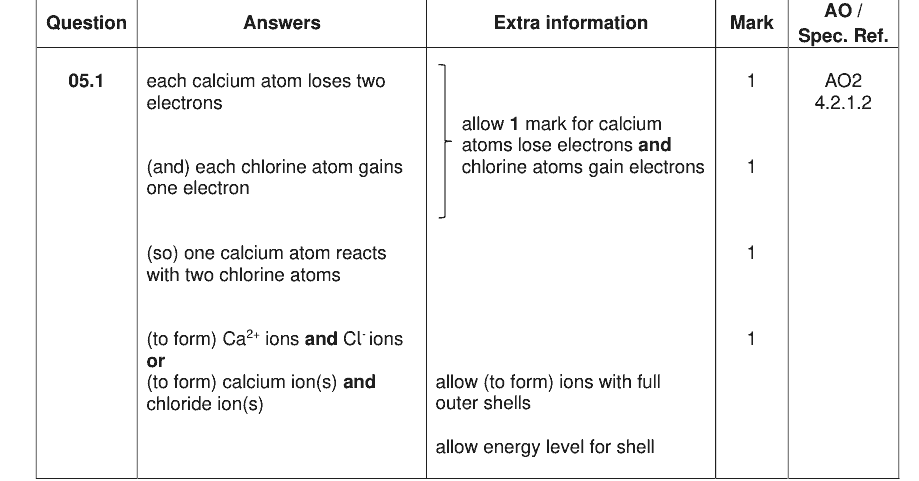 Question Answers Extra information Mark AO /
Spec. Ref.
05.1 each calcium atom loses two 1 AO2
electrons 4.2.1.2
allow 1 mark for calcium
atoms lose electrons and
(and) each chlorine atom gains chlorine atoms gain electrons 1
one electron
(so) one calcium atom reacts 1
with two chlorine atoms
(to form) Ca²⁺ ions and Cl⁻ ions 1
or
(to form) calcium ion(s) and allow (to form) ions with full
chloride ion(s) outer shells
allow energy level for shell